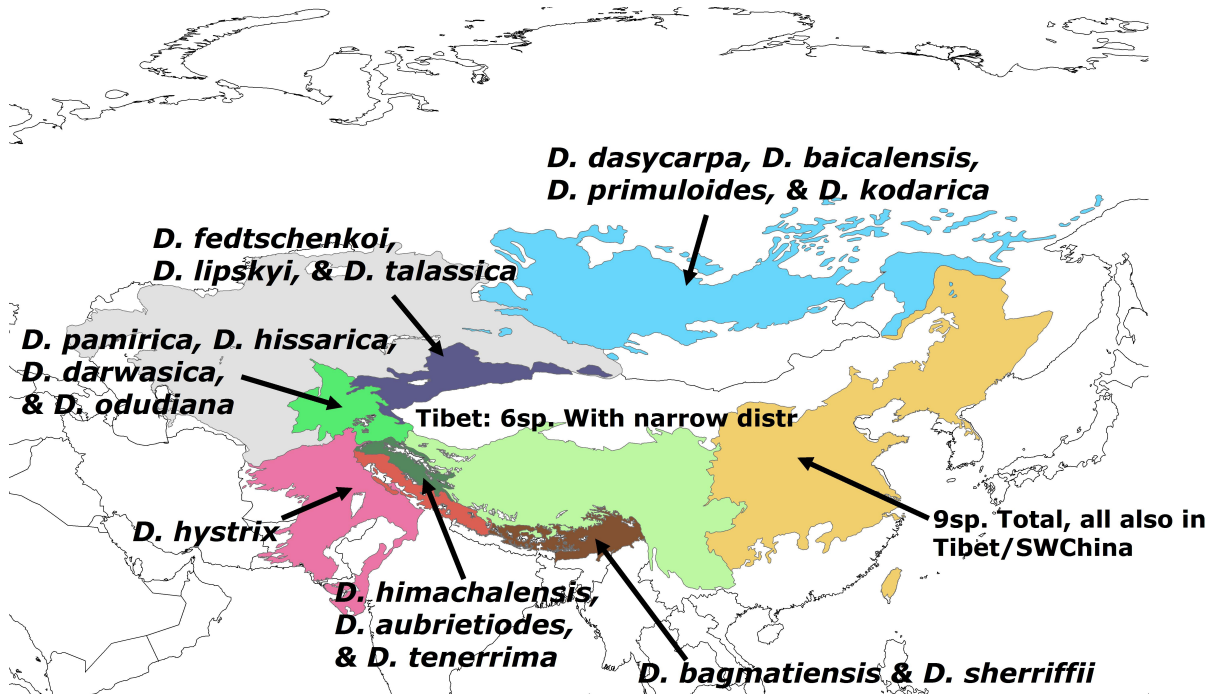 D. dasycarpa, D. baicalensis,
D. primuloides, & D. kodarica
D. fedtschenkoi,
D. lipskyi, & D. talassica
D. pamirica, D. hissarica,
D. darwasica,
& D. odudiana
Tibet: 6sp. With narrow distr
D. hystrix
9sp. Total, all also in
Tibet/SWChina
D. himachalensis,
D. aubrietiodes,
& D. tenerrima
D. bagmatiensis & D. sherriffii